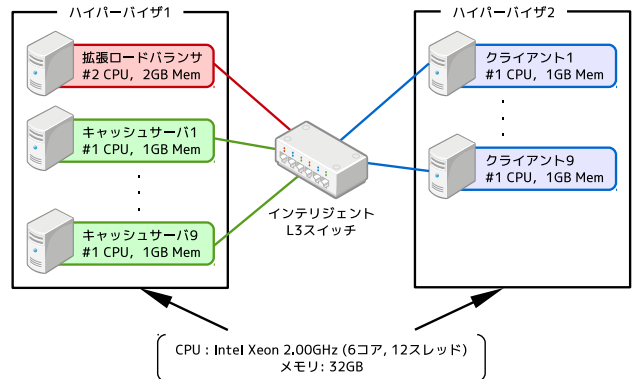 ハイパーバイザ1
ハイパーバイザ2
拡張ロードバランサ
#2 CPU, 2GB Mem
クライアント1
#1 CPU, 1GB Mem
キャッシュサーバ1
#1 CPU, 1GB Mem
クライアント9
#1 CPU, 1GB Mem
キャッシュサーバ9
#1 CPU, 1GB Mem
インテリジェント
L3スイッチ
CPU : Intel Xeon 2.00GHz (6コア, 12スレッド)
メモリ: 32GB